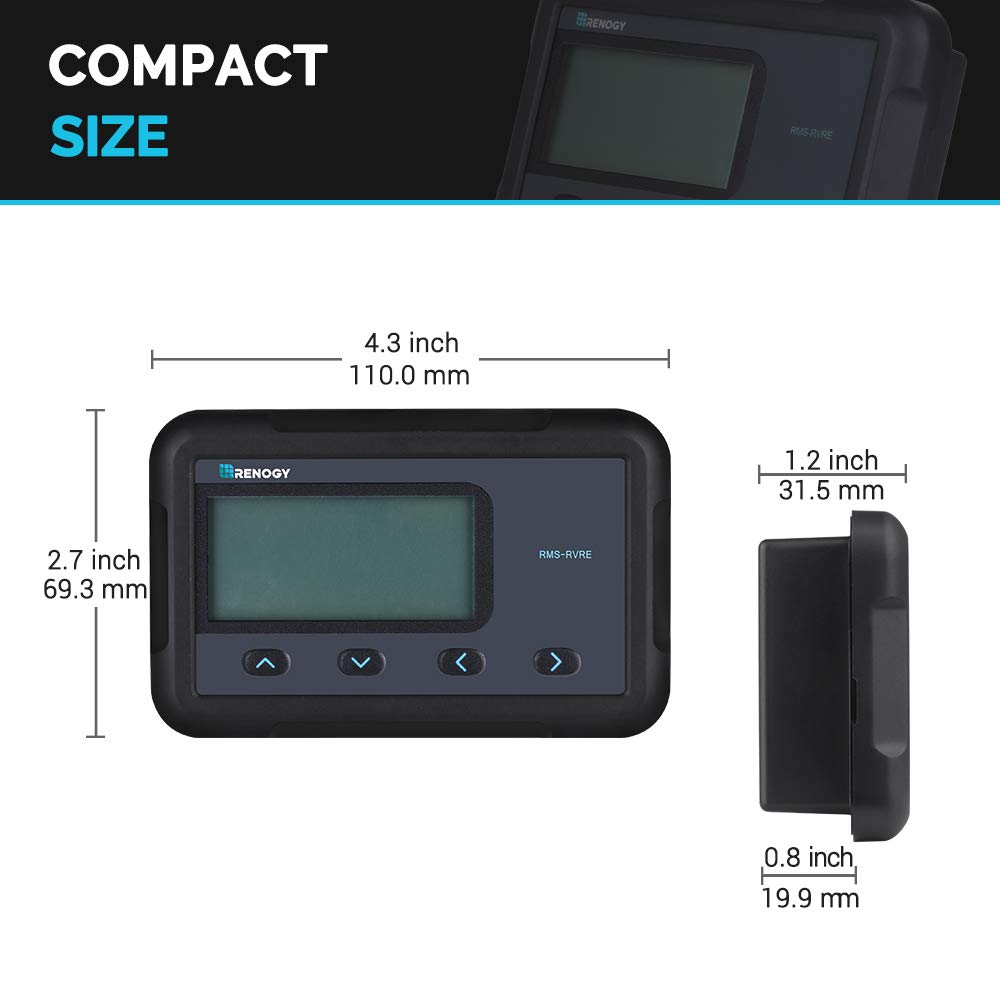 COMPACT
SIZE
RENOGY
RMS-RVRE
4.3 inch
110.0 mm
2.7 inch
69.3 mm
RENOGY
RMS-RVRE
1.2 inch
31.5 mm
0.8 inch
19.9 mm